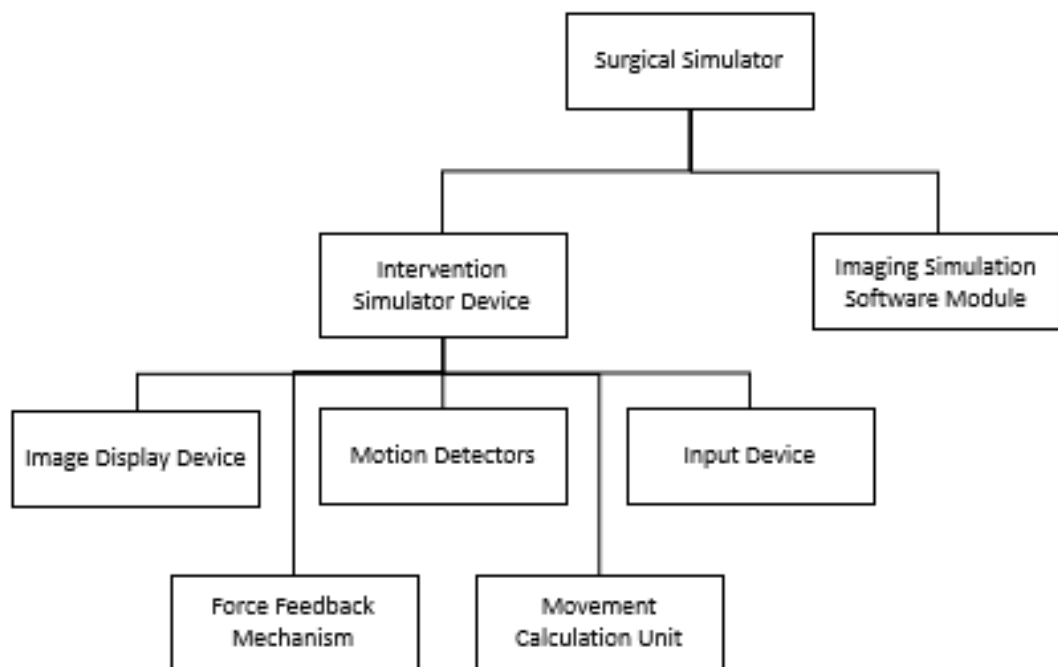 Surgical Simulator
Intervention
Simulator Device
Imaging Simulation
Software Module
Image Display Device
Motion Detectors
Input Device
Force Feedback
Mechanism
Movement
Calculation Unit